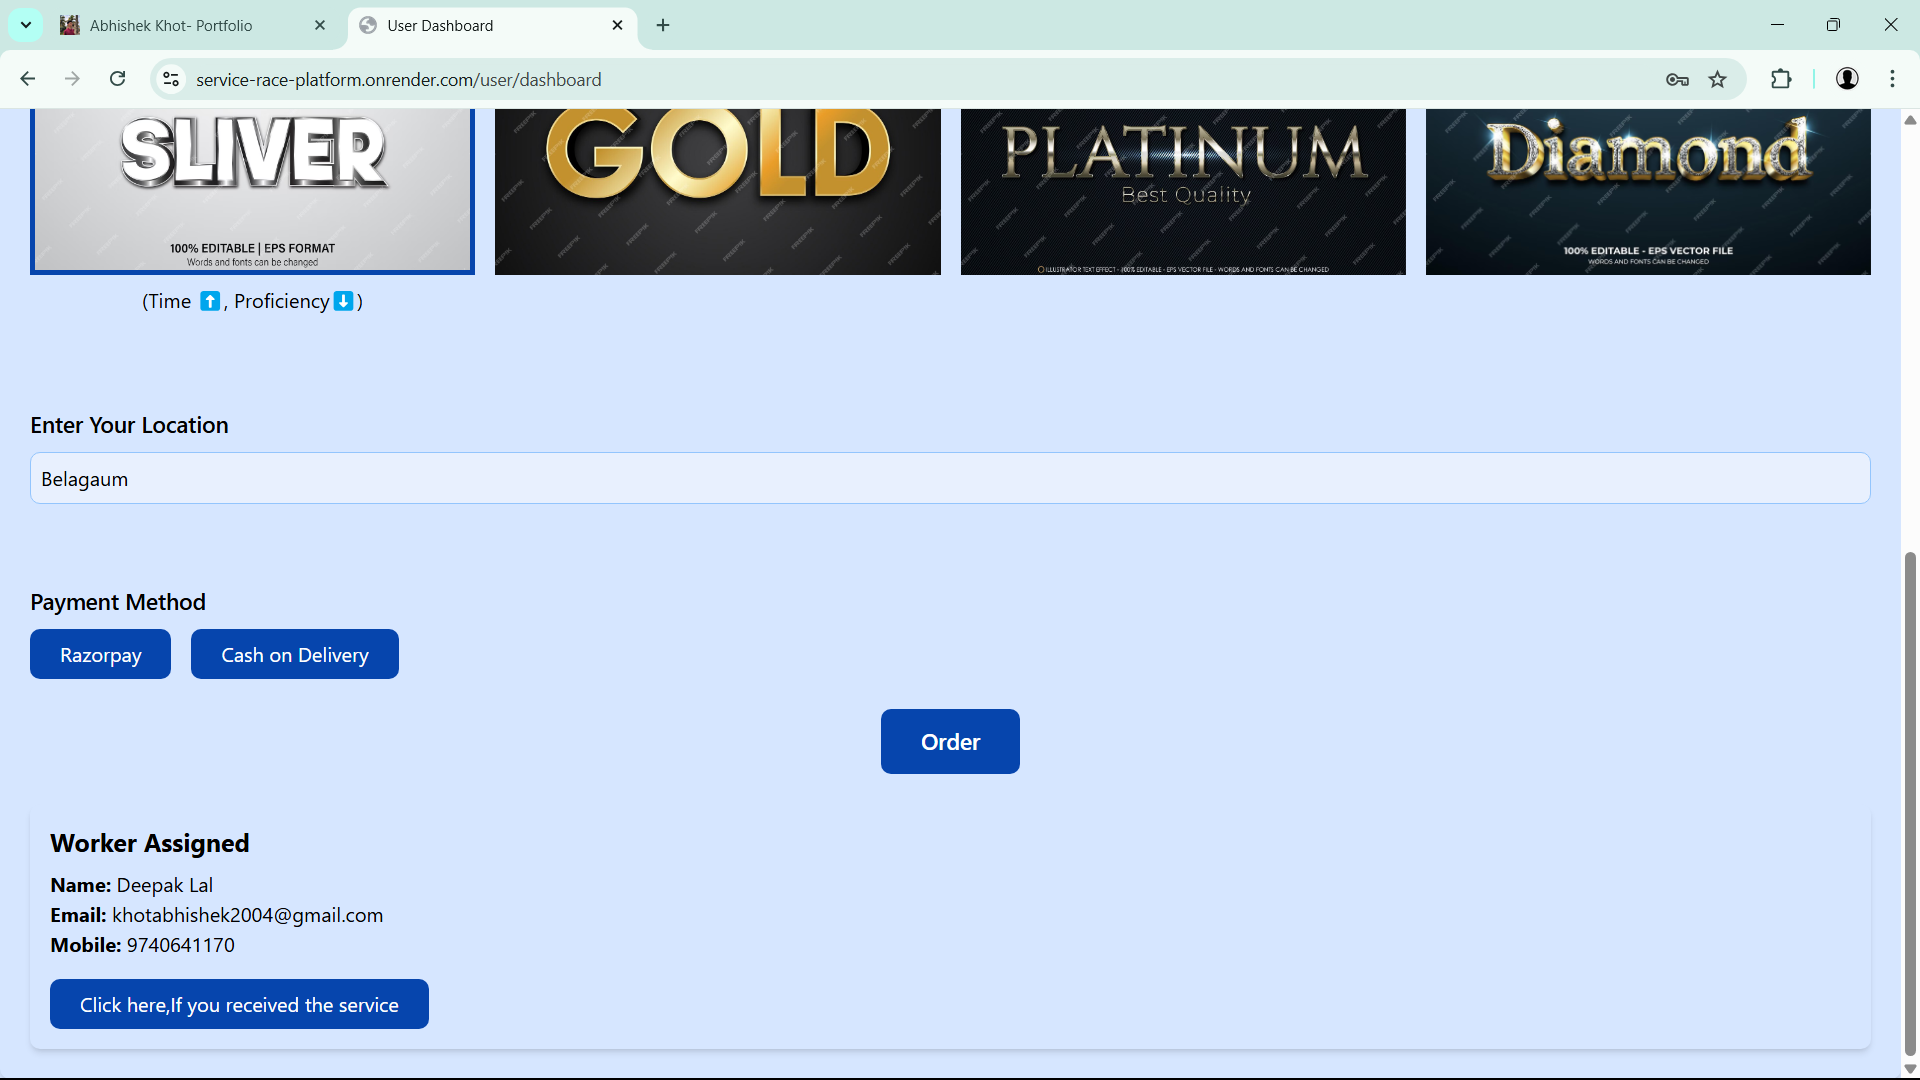 Abhishek Khot- Portfolio
User Dashboard
service-race-platform.onrender.com/user/dashboard
SLIVER
100% EDITABLE | EPS FORMAT
Words and fonts can be changed
GOLD
PLATINUM
Best Quality
ILLUSTRATOR TEXT EFFECT - 100% EDITABLE - EPS VECTOR FILE - WORDS AND FONTS CAN BE CHANGED
Diamond
100% EDITABLE - EPS VECTOR FILE
WORDS AND FONTS CAN BE CHANGED
FREEPIK
(Time ⬆️, Proficiency⬇️)
Enter Your Location
Belagaum
Payment Method
Razorpay
Cash on Delivery
Order
Worker Assigned
Name: Deepak Lal
Email: khotabhishek2004@gmail.com
Mobile: 9740641170
Click here,If you received the service